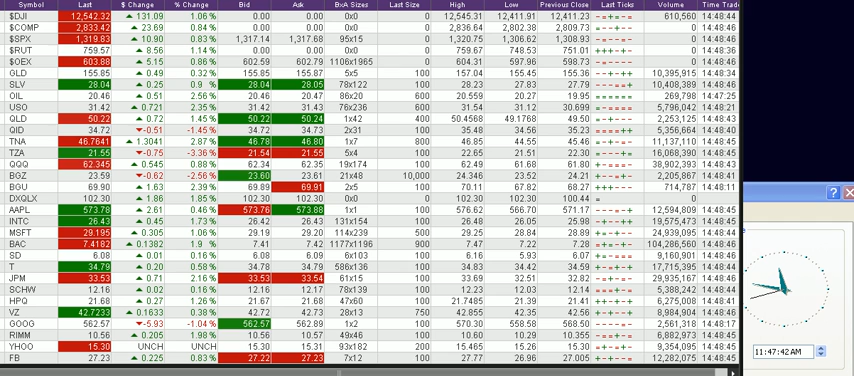 Symbol Last $ Change % Change Bid Ask BxA Sizes Last Size High Low Previous Close Last Ticks Volume Time Trade
$DJI 12,542.32 131.09 1.06 % 0.00 0.00 0x0 12,545.31 12,411.91 12,411.23 -=+=-= 610,560 14:48:44
$COMP 2,833.42 23.69 0.84 % 0.00 0.00 0x0 2,836.64 2,802.38 2,809.73 0 14:48:46
$SPX 1,319.83 10.90 0.83 % 1,317.14 1,317.68 95x15 1,320.75 1,306.62 1,308.93 0 14:48:46
$RUT 759.57 8.56 1.14 % 0.00 0.00 0x0 759.67 748.53 751.01 0 14:48:36
$OEX 603.88 5.15 0.86 % 602.59 602.79 1106x1965 604.31 597.96 598.73 0 14:48:46
GLD 155.85 0.49 0.32 % 155.85 155.87 5x5 100 157.04 155.45 155.36 10,395,915 14:48:34
SLV 28.04 0.25 0.9 % 28.04 28.05 78x122 100 28.23 27.83 27.79 10,408,389 14:48:46
OIL 20.46 0.51 2.56 % 20.46 20.47 86x200 600 20.559 20.27 19.95 269,798 14:47:25
USO 31.42 0.721 2.35 % 31.42 31.43 76x236 600 31.54 31.12 30.699 5,796,042 14:48:21
QLD 50.22 0.72 1.45 % 50.22 50.24 1x42 400 50.4568 49.1768 49.50 2,253,125 14:48:43
QID 34.72 -0.51 -1.45 % 34.72 34.73 2x31 100 35.48 34.56 35.23 5,356,664 14:48:40
TNA 46.7641 1.3041 2.87 % 46.78 46.80 1x7 800 46.85 44.55 45.46 11,137,110 14:48:45
TZA 21.55 -0.75 -3.36 % 21.54 21.55 5x4 100 22.65 21.51 22.30 16,068,390 14:48:45
QQQ 62.345 0.545 0.88 % 62.34 62.35 19x174 100 62.49 61.68 61.80 38,902,393 14:48:43
BGZ 23.59 -0.62 -2.56 % 23.60 23.61 21x48 10,000 24.346 23.52 24.21 2,205,867 14:48:41
BGU 69.90 1.63 2.39 % 69.89 69.91 2x5 100 70.11 67.82 68.27 714,787 14:48:11
DXQLX 102.30 1.86 1.85 % 102.30 102.30 0x0 102.30 102.30 100.44 = 0
AAPL 573.78 2.61 0.46 % 573.76 573.88 1x1 100 576.62 566.70 571.17 12,594,809 14:48:45
INTC 26.43 0.45 1.73 % 26.42 26.43 131x154 100 26.48 26.05 25.98 19,575,473 14:48:45
MSFT 29.195 0.305 1.06 % 29.19 29.20 114x239 500 29.25 28.84 28.89 24,939,095 14:48:44
BAC 7.4182 0.1382 1.9 % 7.41 7.42 1177x1196 900 7.47 7.22 7.28 104,286,560 14:48:46
SD 6.08 0.01 0.16 % 6.08 6.09 6x103 100 6.16 5.93 6.07 9,160,901 14:48:31
T 34.79 0.20 0.58 % 34.78 34.79 586x136 100 34.83 34.42 34.59 17,715,395 14:48:46
JPM 33.53 0.71 2.16 % 33.53 33.54 61x15 100 33.69 32.51 32.82 29,935,167 14:48:46
SCHW 12.16 0.02 0.16 % 12.16 12.17 78x139 100 12.23 12.03 12.14 5,388,242 14:48:44
HPQ 21.68 0.27 1.26 % 21.67 21.68 47x60 100 21.7485 21.39 21.41 6,275,008 14:48:41
VZ 42.7233 0.1633 0.38 % 42.72 42.73 28x13 750 42.855 42.35 42.56 8,984,904 14:48:46
GOOG 562.57 -5.93 -1.04 % 562.57 562.89 1x2 100 570.30 558.58 568.50 2,561,318 14:48:17
RIMM 10.56 0.205 1.98 % 10.56 10.57 49x46 100 10.60 10.29 10.355 6,882,973 14:48:45
YHOO 15.30 UNCH UNCH 15.30 15.31 93x182 200 15.465 15.26 15.30 9,354,095 14:48:45
FB 27.23 0.225 0.83 % 27.22 27.23 7x12 100 27.77 26.96 27.005 12,282,075 14:48:45
11:47:42 AM